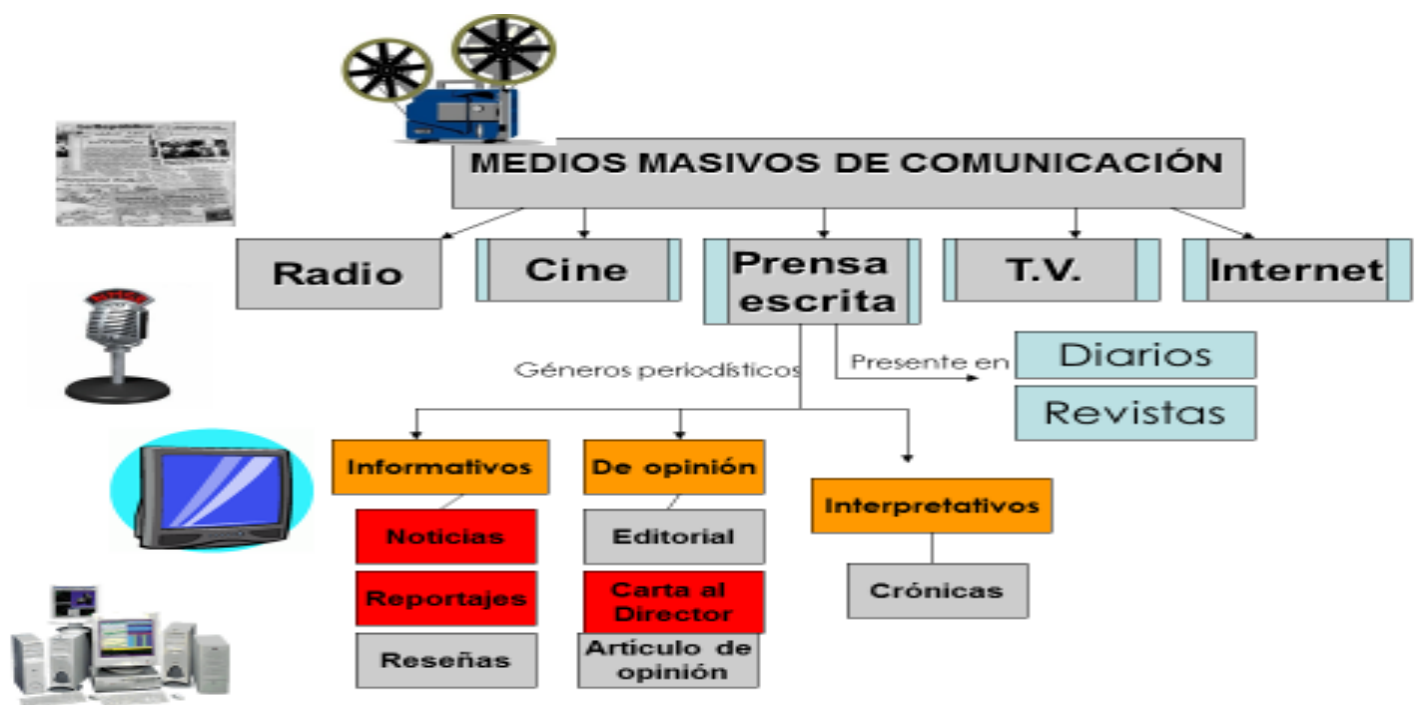 MEDIOS MASIVOS DE COMUNICACIÓN
Radio
Cine
Prensa
escrita
T.V.
Internet
Géneros periodísticos
Presente en
Diarios
Revistas
Informativos
De opinión
Interpretativos
Noticias
Editorial
Crónicas
Reportajes
Carta al
Director
Reseñas
Artículo de
opinión